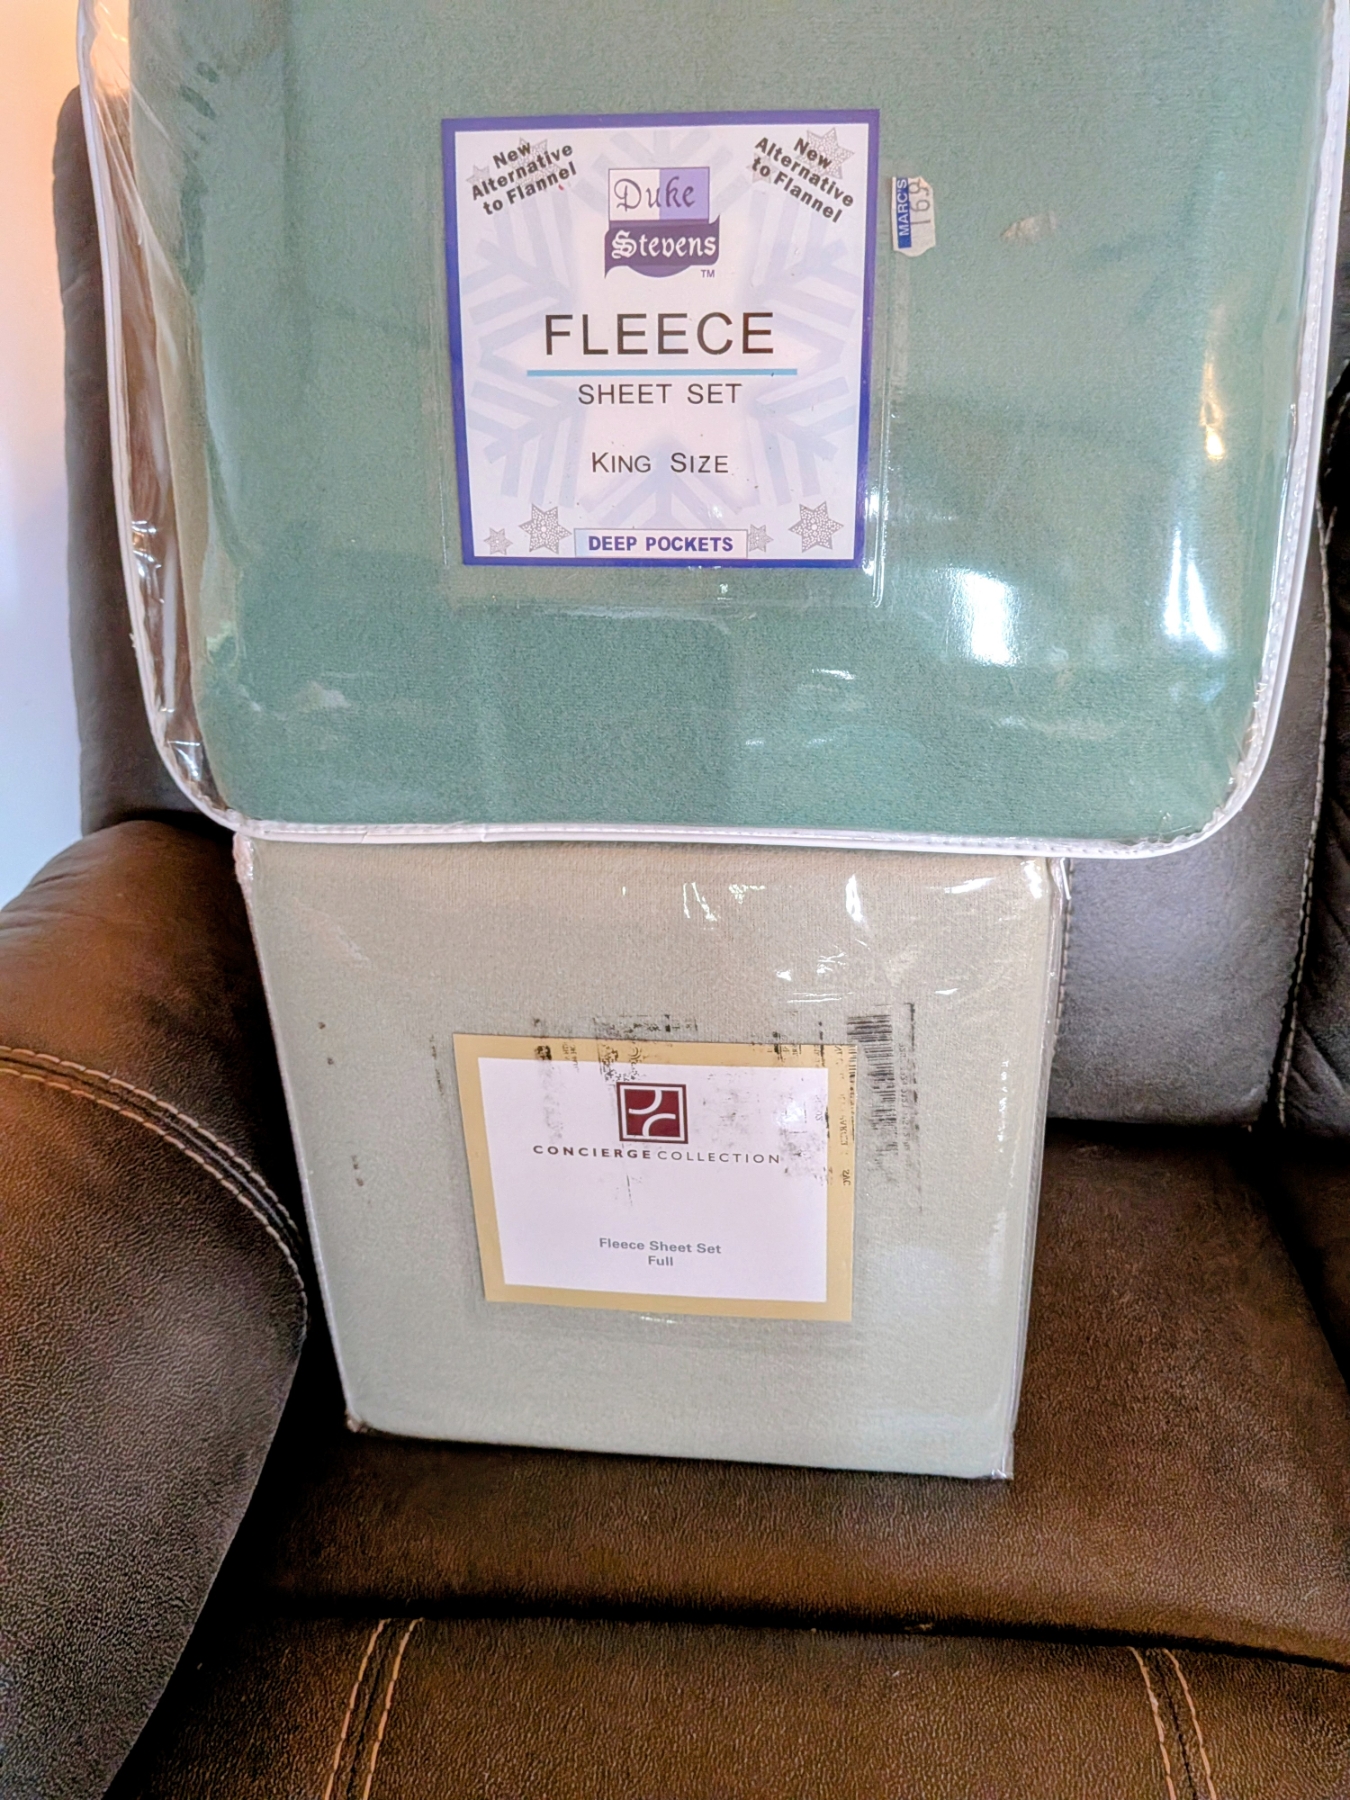 New
Alternative
to Flannel
New
Alternative
to Flannel
Duke
Stevens
TM
FLEECE
SHEET SET
KING SIZE
DEEP POCKETS
MARC'S
CONCIERGE COLLECTION
Fleece Sheet Set
Full